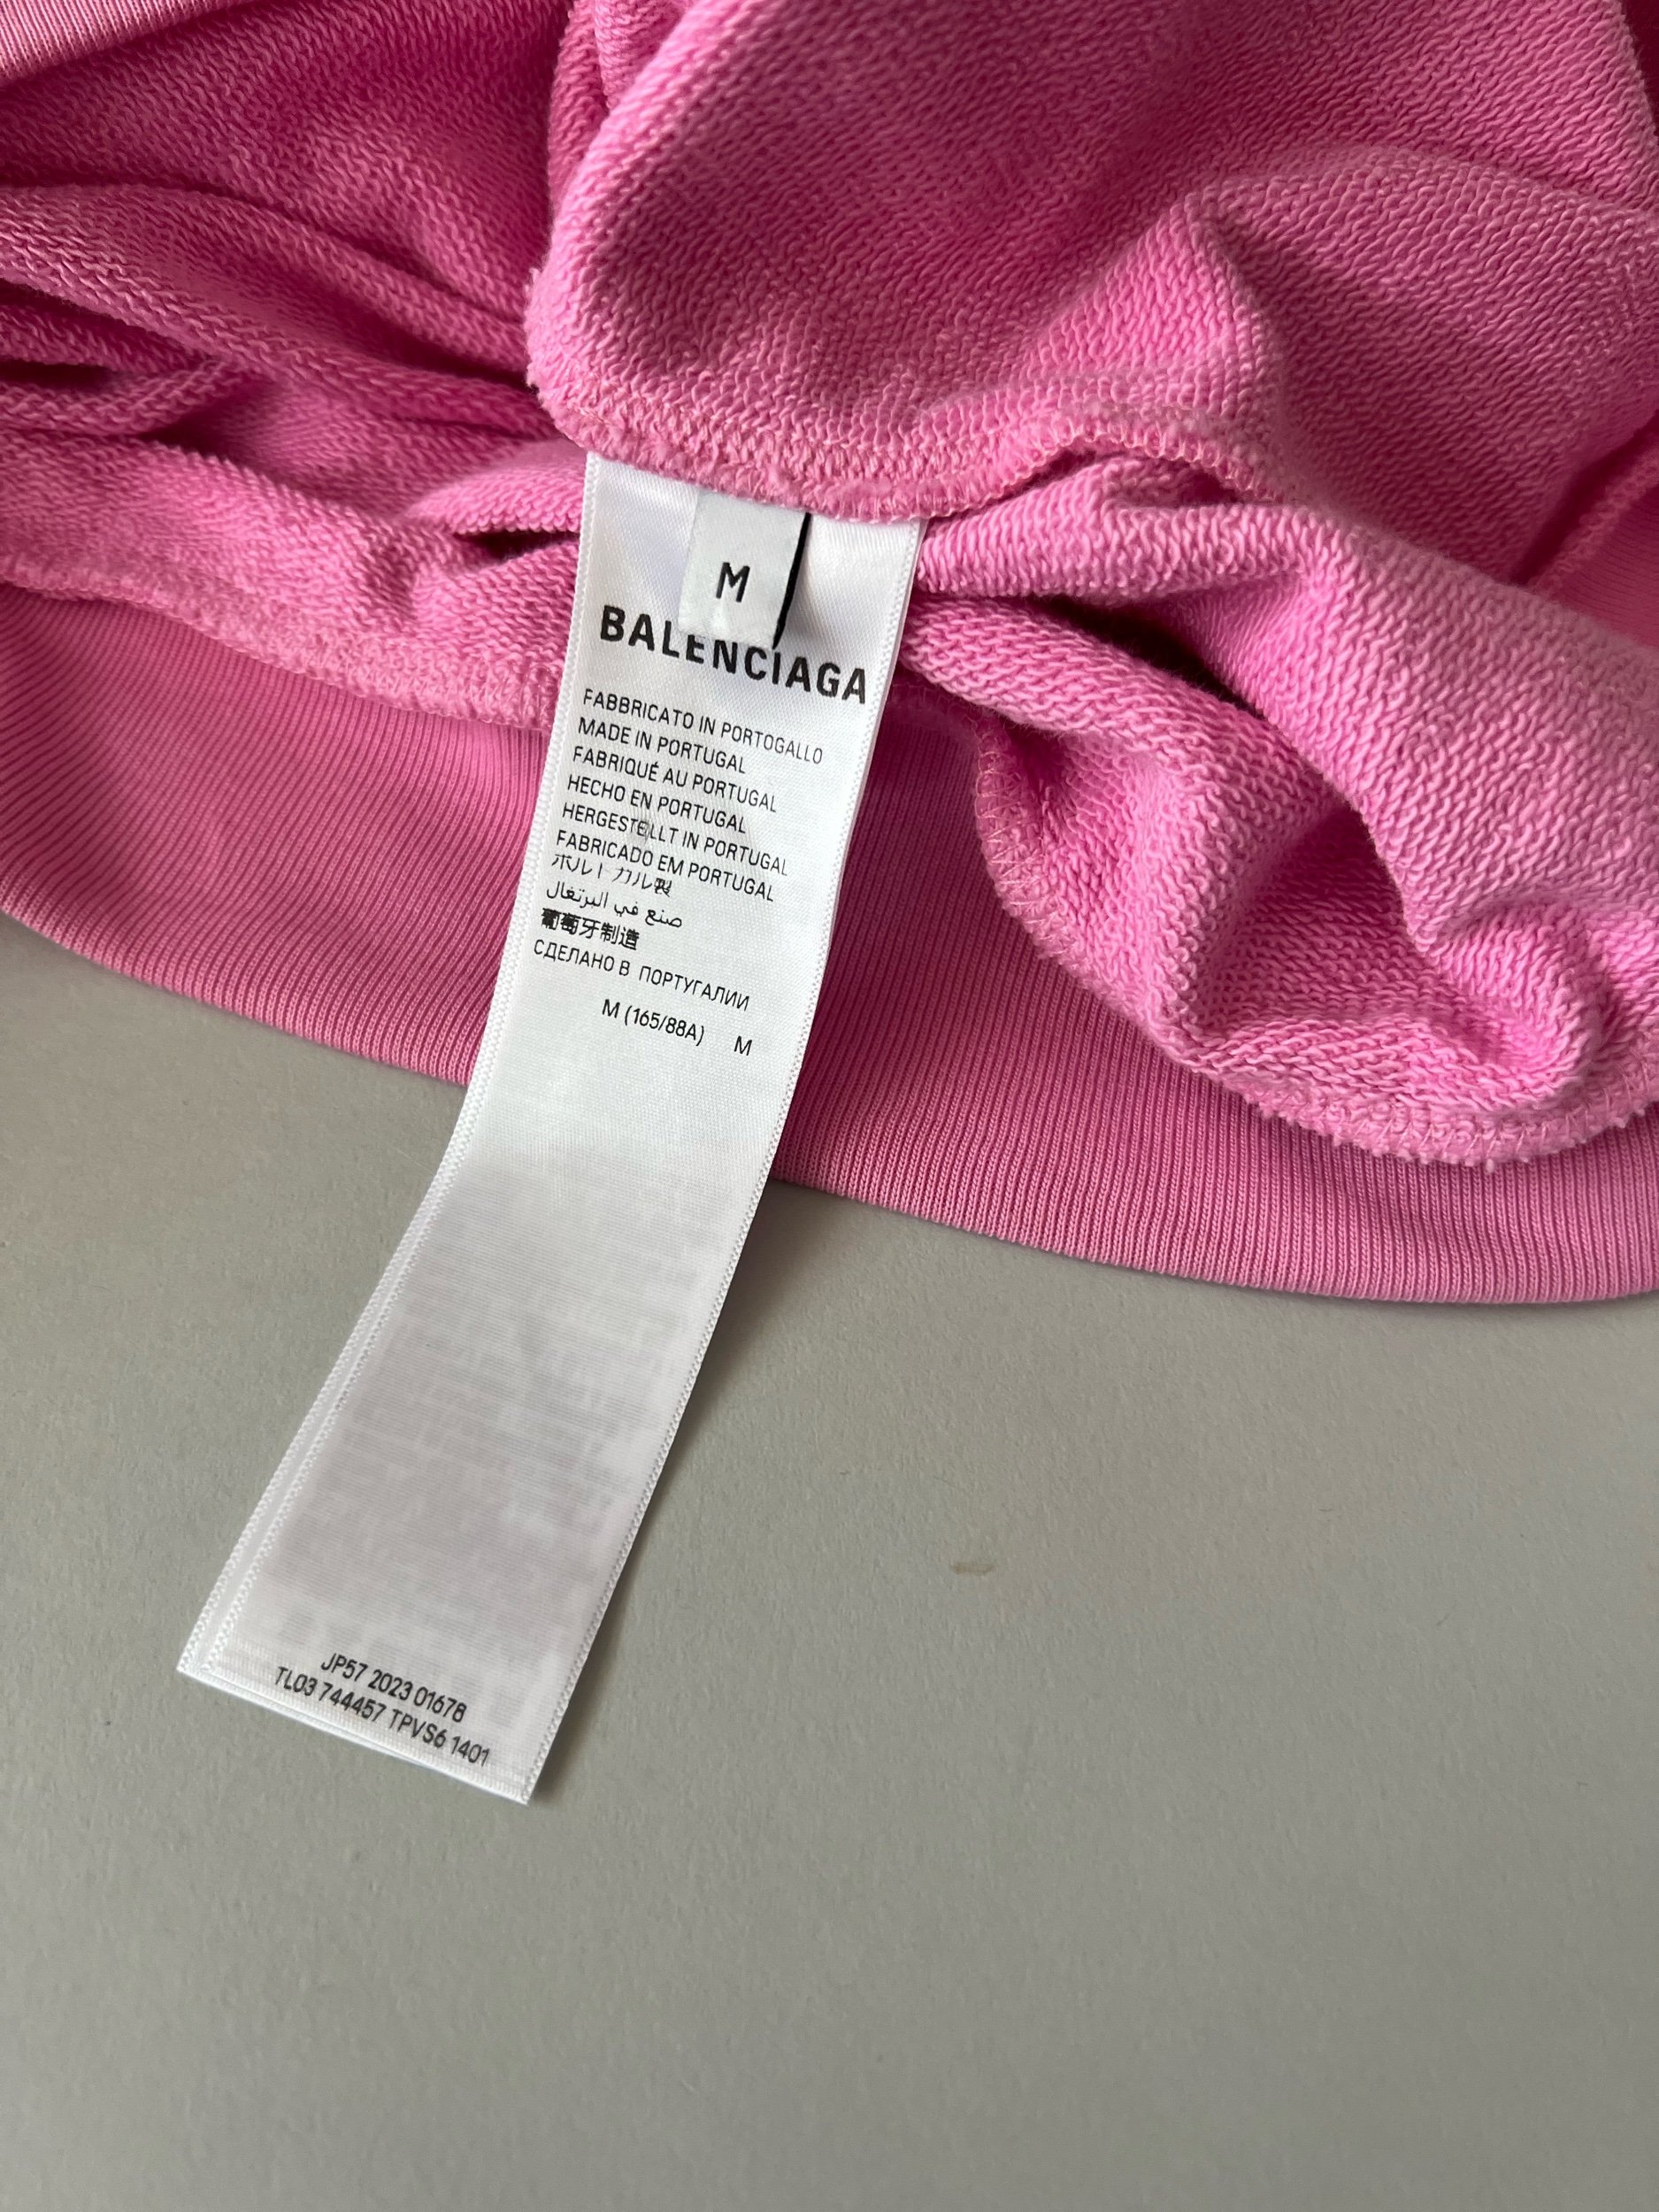 M
BALENCIAGA
FABBRICATO IN PORTOGALLO
MADE IN PORTUGAL
FABRIQUÉ AU PORTUGAL
HECHO EN PORTUGAL
HERGESTELLT IN PORTUGAL
FABRICADO EM PORTUGAL
ポルトガル製
صنع في البرتغال
葡萄牙制造
СДЕЛАНО В ПОРТУГАЛИИ
M (165/88A) M
JP57 2023 01678
TL03 744457 TPVS6 1401